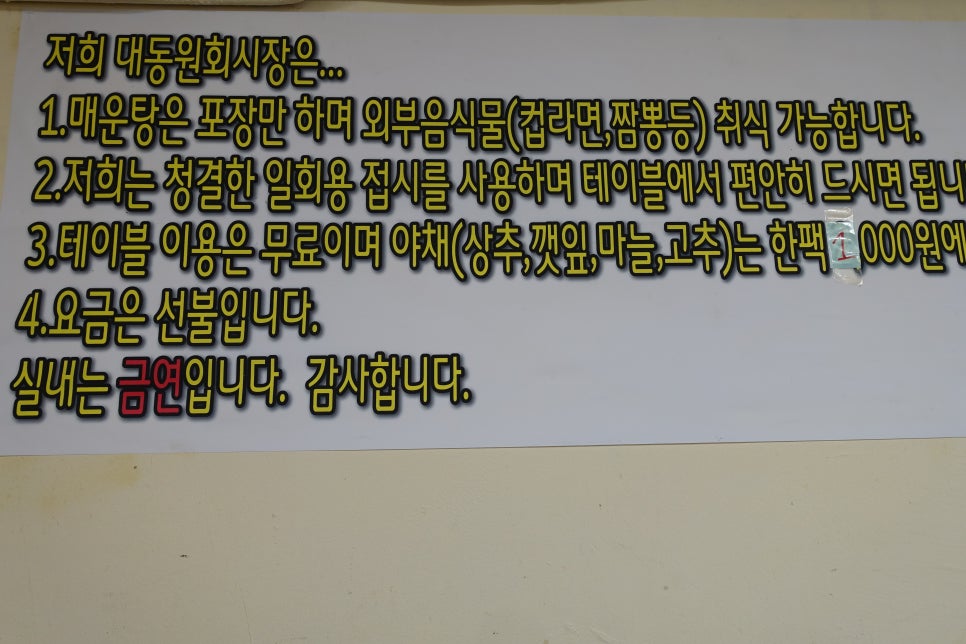 저희 대동원회시장은...
1.매운탕은 포장만 하며 외부음식물(컵라면,짬뽕등) 취식 가능합니다.
2.저희는 청결한 일회용 접시를 사용하며 테이블에서 편안히 드시면 됩니
3.테이블 이용은 무료이며 야채(상추,깻잎,마늘,고추)는 한팩 1000원에
4.요금은 선불입니다.
실내는 금연입니다. 감사합니다.